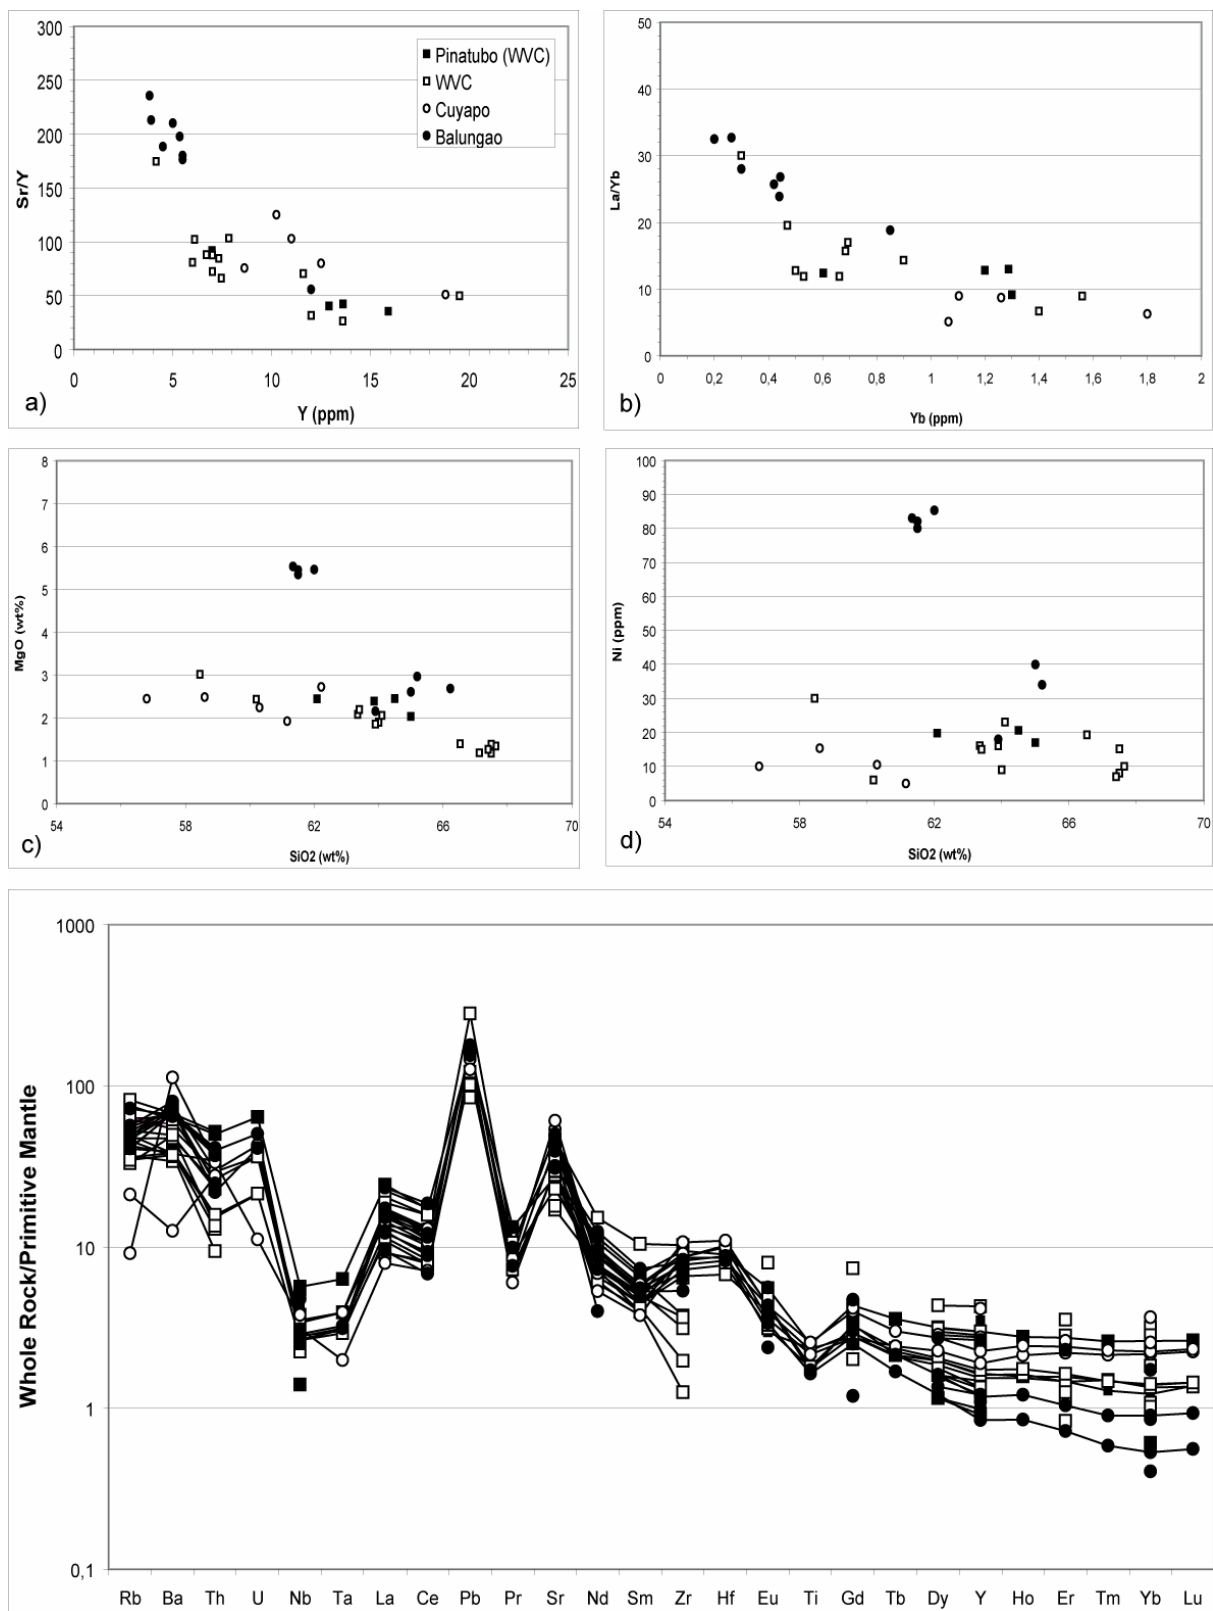 300
250
200
150
100
50
0
Sr/Y
Pinatubo (WVC)
WVC
Cuyapo
Balungao
0 5 10 15 20 25
a)
Y (ppm)
50
40
30
20
10
0
La/Yb
0 0,2 0,4 0,6 0,8 1 1,2 1,4 1,6 1,8 2
b)
Yb (ppm)
8
7
6
5
4
3
2
1
0
MgO (wt%)
54 58 62 66 70
c)
SiO2 (wt%)
100
90
80
70
60
50
40
30
20
10
0
Ni (ppm)
54 58 62 66 70
d)
SiO2 (wt%)
1000
100
10
1
0,1
Whole Rock/Primitive Mantle
Rb Ba Th U Nb Ta La Ce Pb Pr Sr Nd Sm Zr Hf Eu Ti Gd Tb Dy Y Ho Er Tm Yb Lu